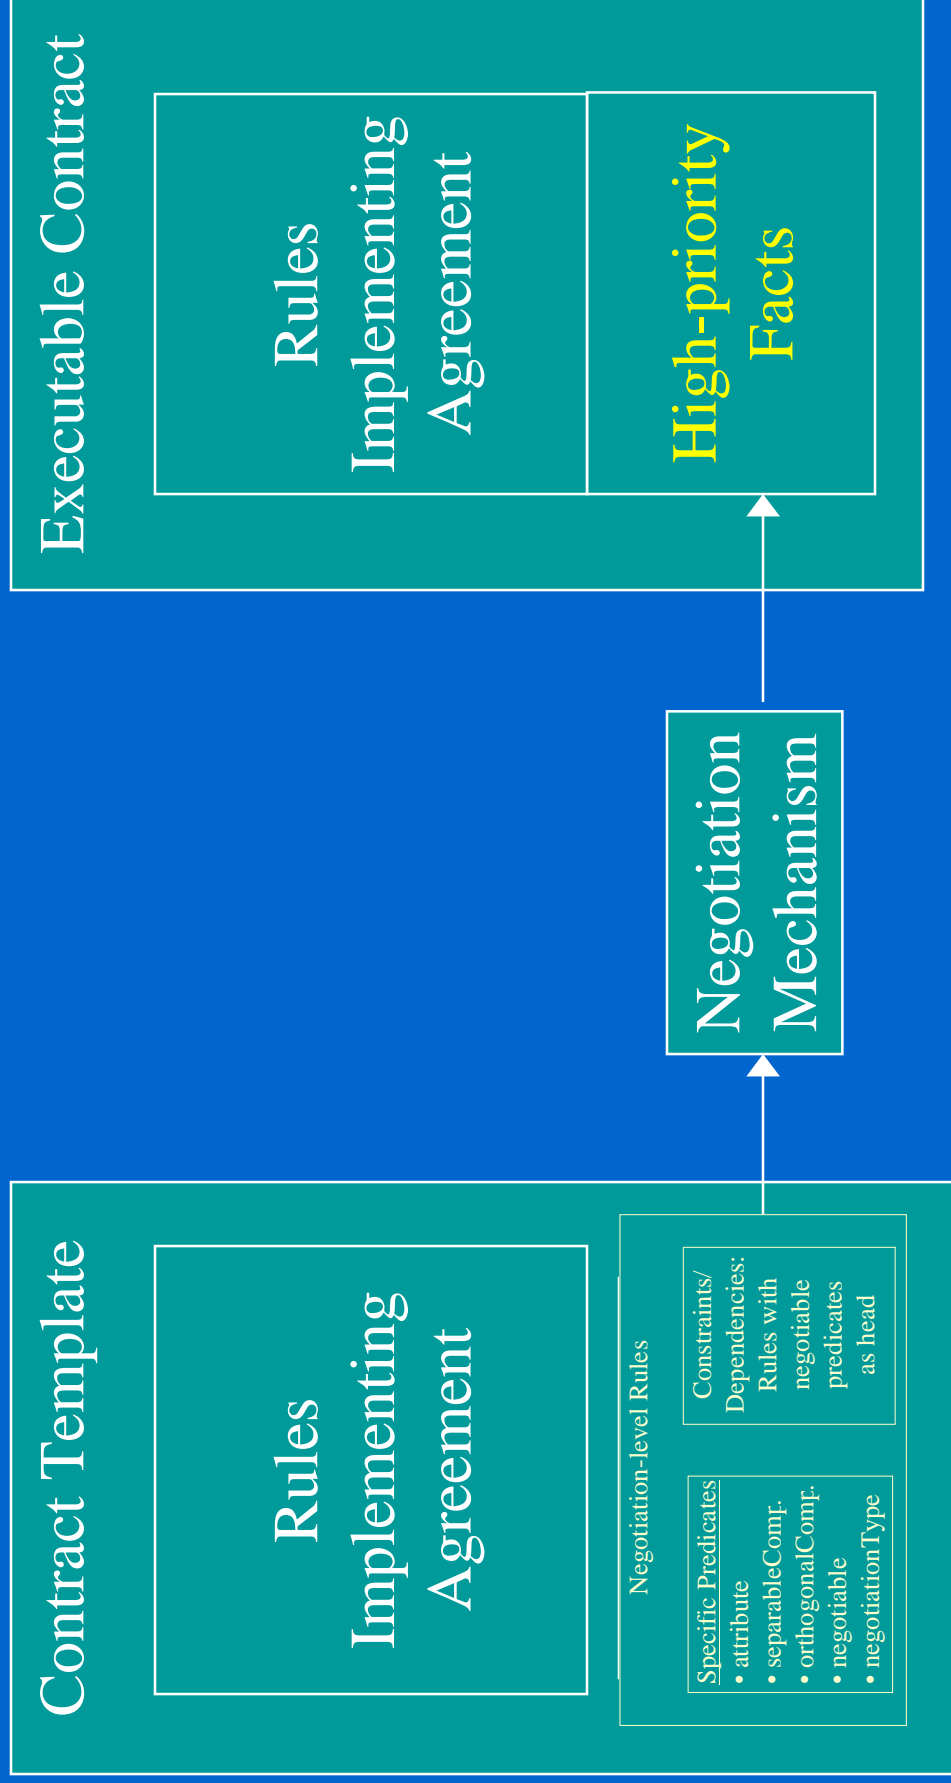 Contract Template
Rules
Implementing
Agreement
Negotiation-level Rules
Specific Predicates
• attribute
• separableComp.
• orthogonalComp.
• negotiable
• negotiationType
Constraints/
Dependencies:
Rules with
negotiable
predicates
as head
Negotiation
Mechanism
Executable Contract
Rules
Implementing
Agreement
High-priority
Facts